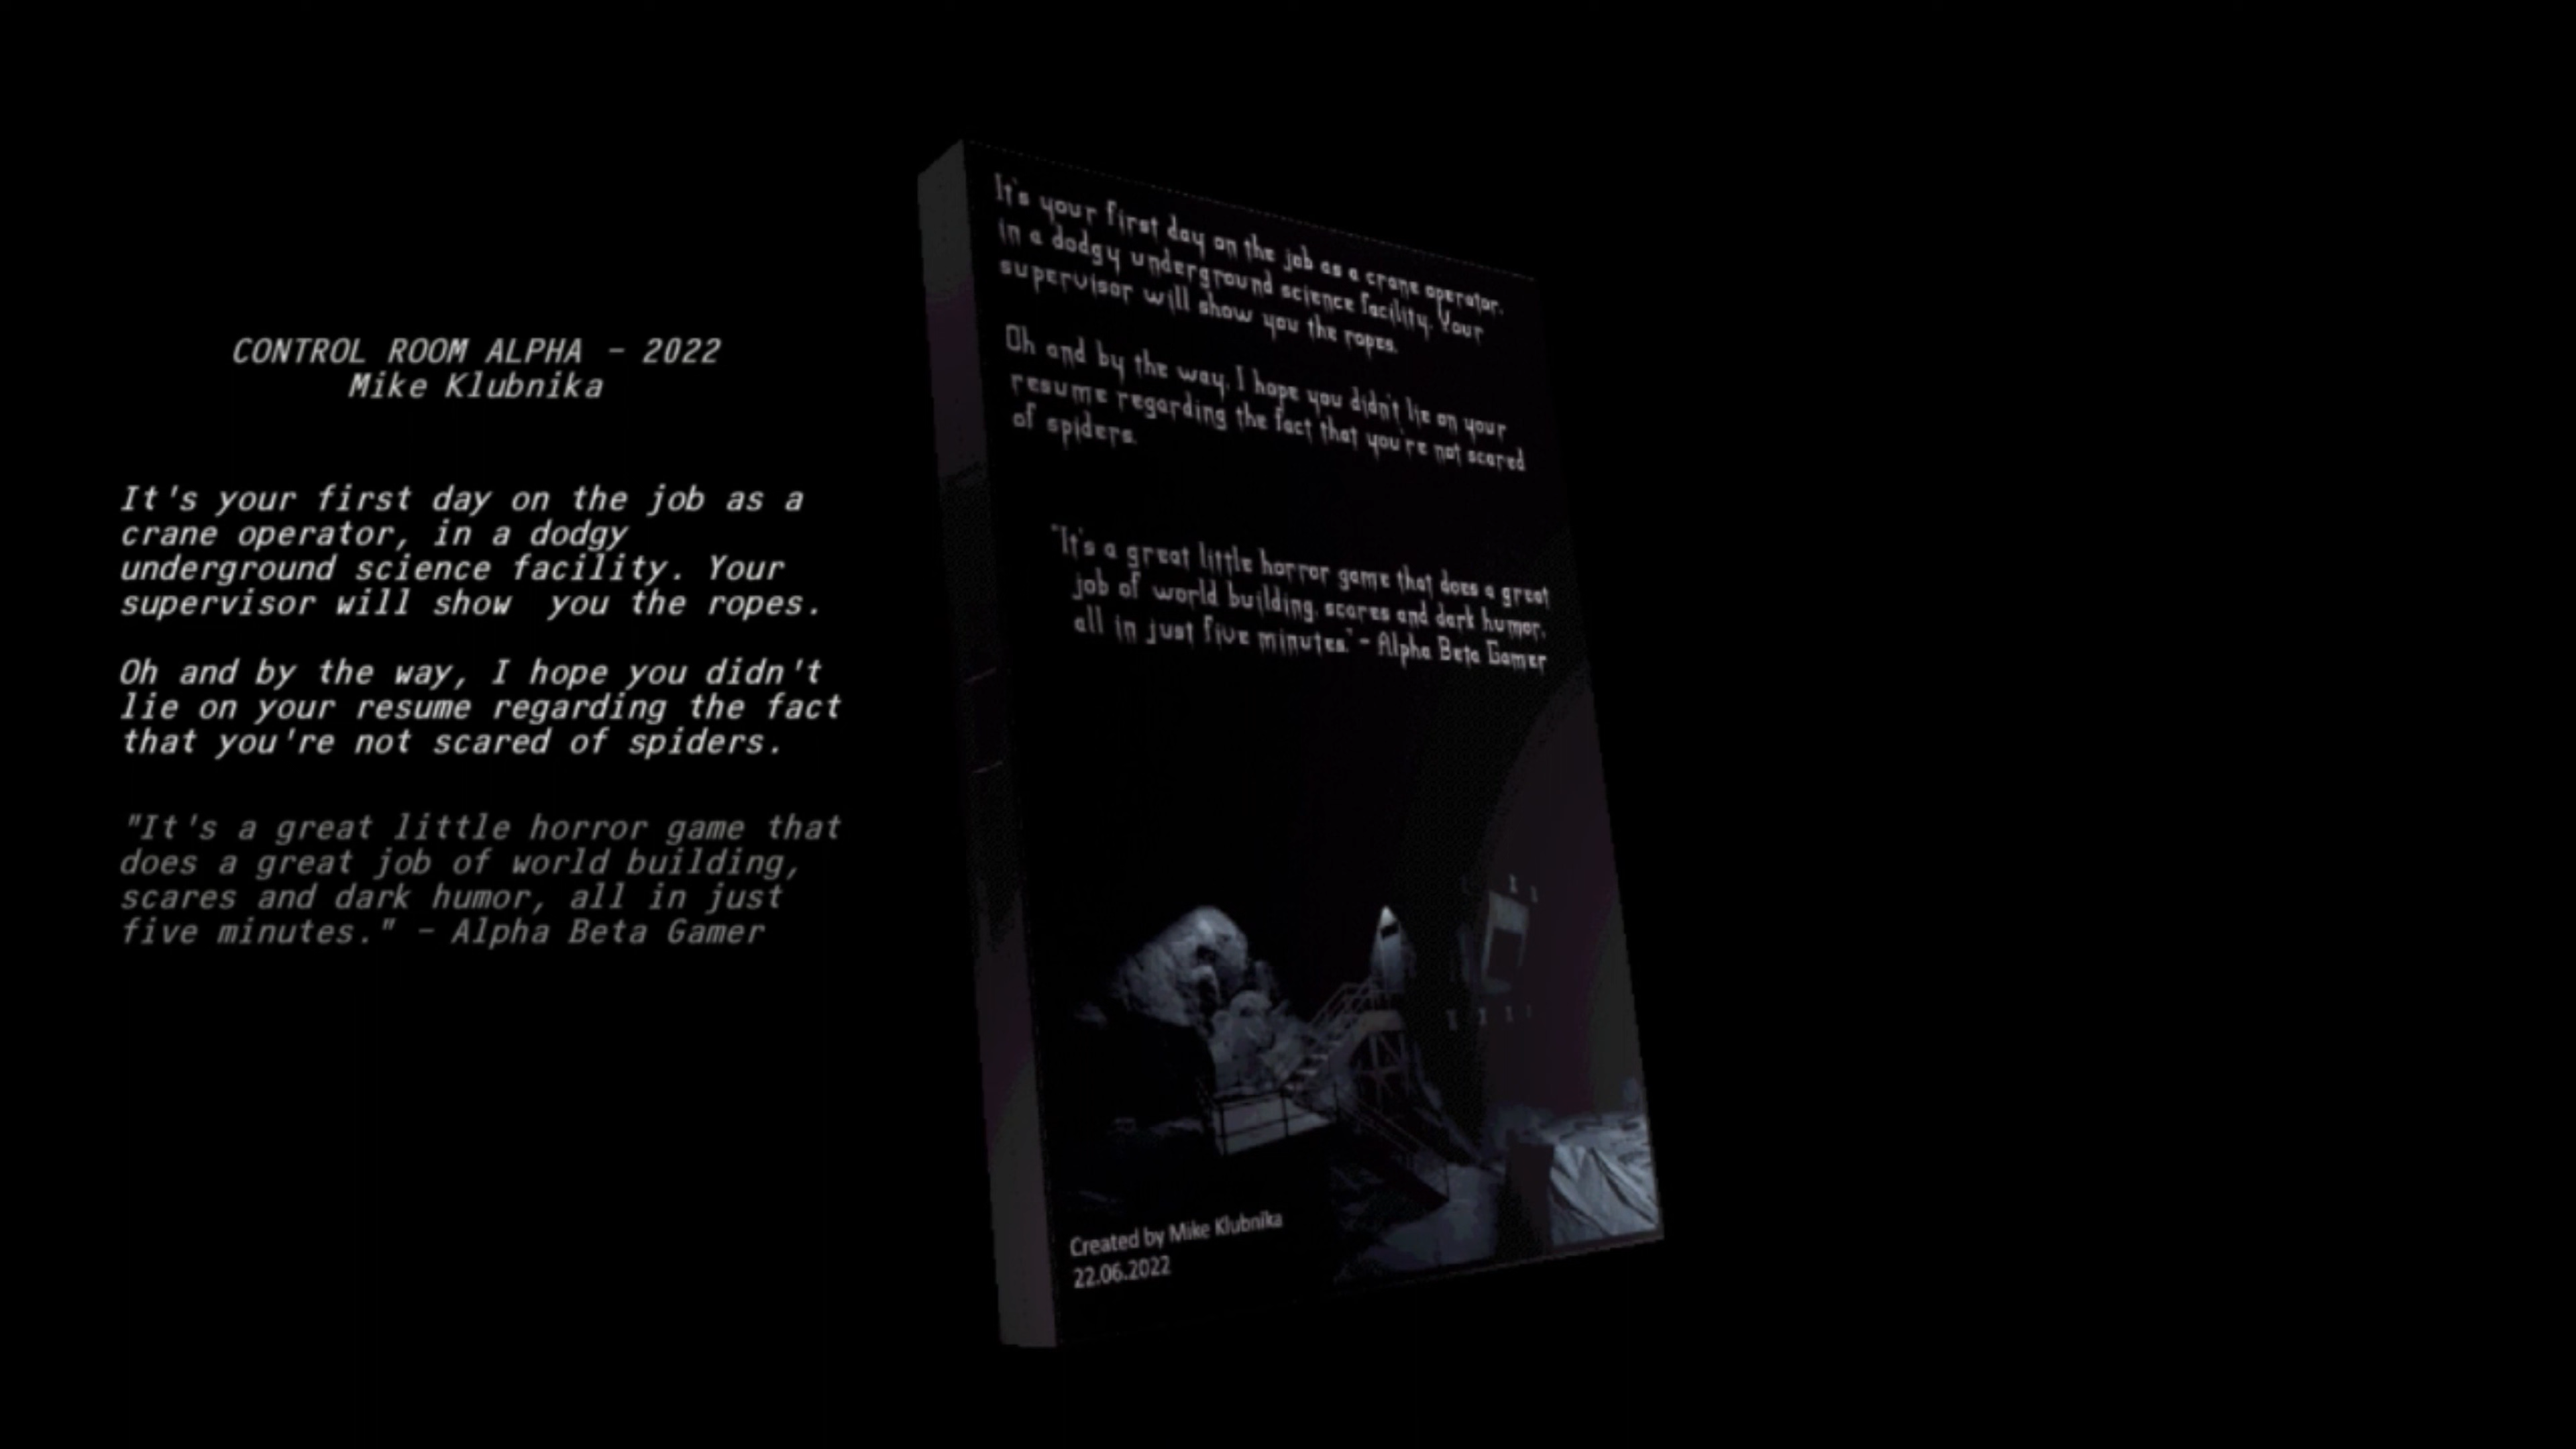 CONTROL ROOM ALPHA - 2022
Mike Klubnika
It's your first day on the job as a
crane operator, in a dodgy
underground science facility. Your
supervisor will show  you the ropes.
Oh and by the way, I hope you didn't
lie on your resume regarding the fact
that you're not scared of spiders.
"It's a great little horror game that
does a great job of world building,
scares and dark humor, all in just
five minutes." - Alpha Beta Gamer
It's your first day on the job as a crane operator,
in a dodgy underground science facility. Your
supervisor will show you the ropes.
Oh and by the way, I hope you didn't lie on your
resume regarding the fact that you're not scared
of spiders.
"It's a great little horror game that does a great
job of world building, scares and dark humor,
all in just five minutes." - Alpha Beta Gamer
Created by Mike Klubnika
22.06.2022